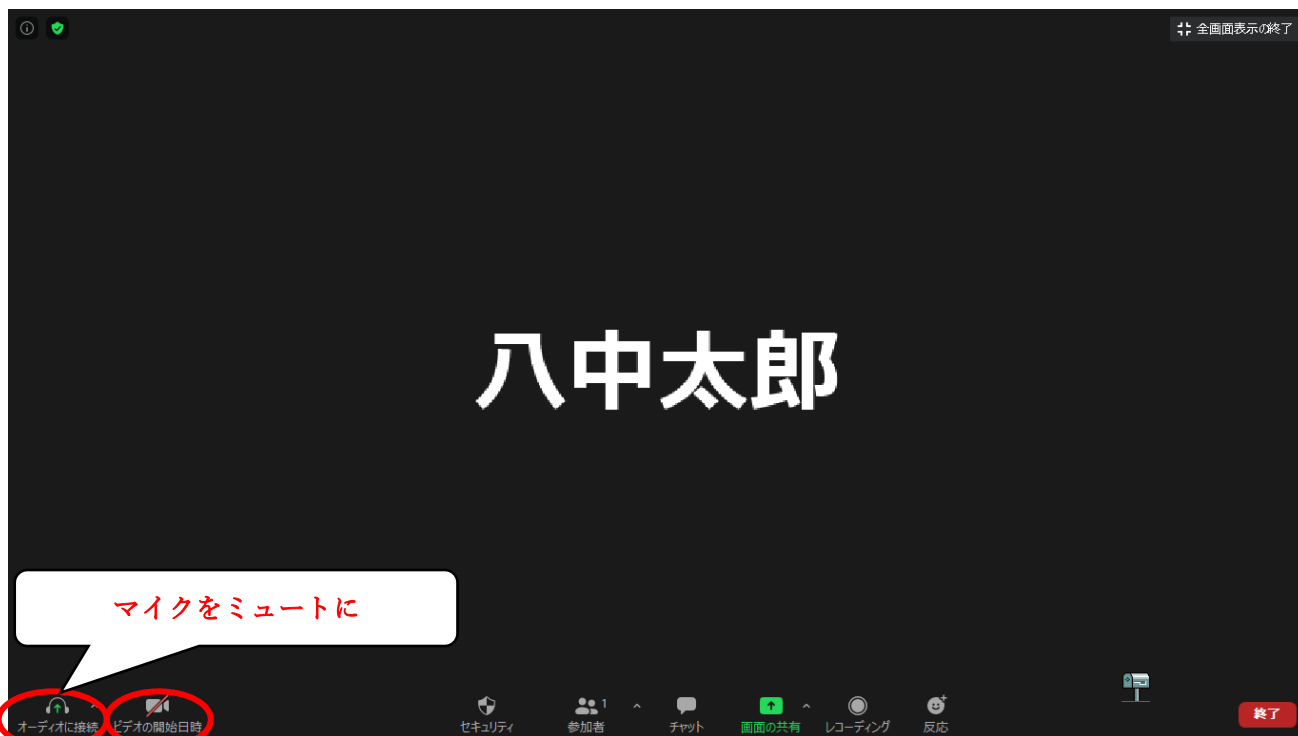 全画面表示の終了
八中太郎
マイクをミュートに
オーディオに接続
ビデオの開始日時
セキュリティ
参加者
1
チャット
画面の共有
レコーディング
反応
終了